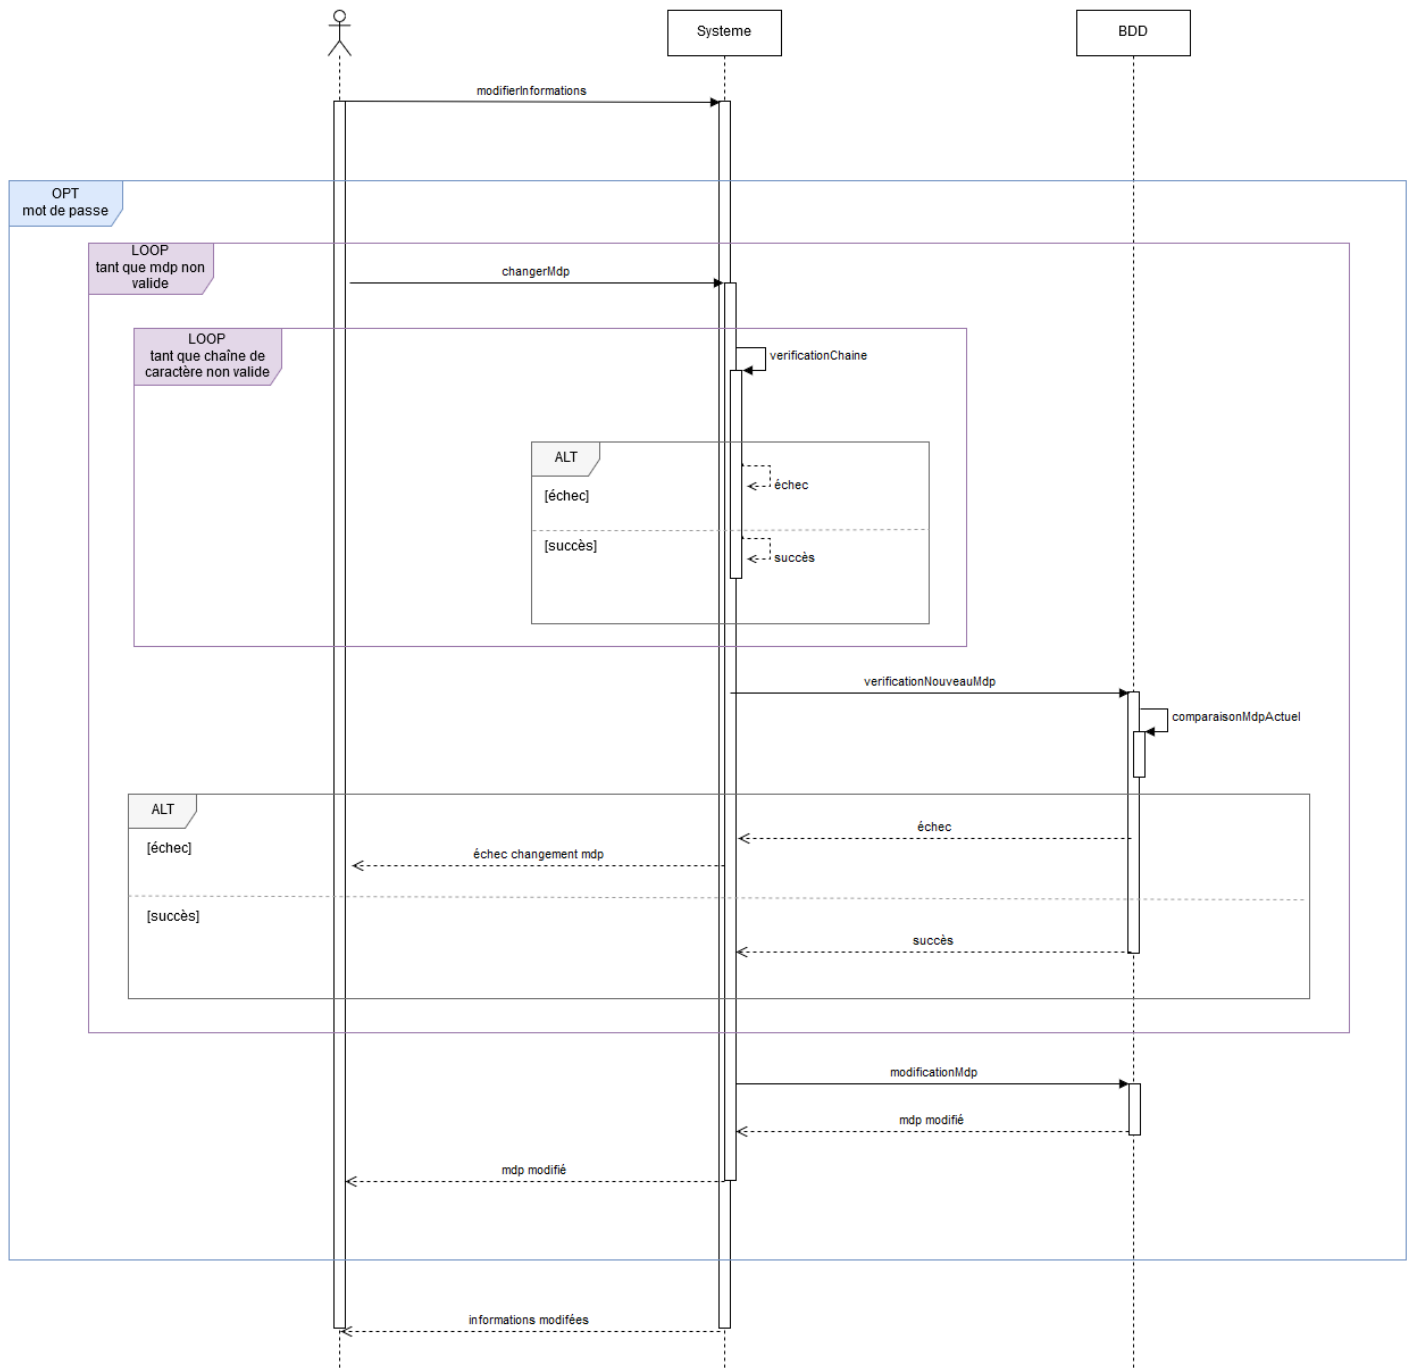 Systeme
BDD
modifierInformations
OPT
mot de passe
LOOP
tant que mdp non
valide
changerMdp
LOOP
tant que chaîne de
caractère non valide
verificationChaine
ALT
[échec]
échec
[succès]
succès
verificationNouveauMdp
comparaisonMdpActuel
ALT
échec
[échec]
échec changement mdp
[succès]
succès
modificationMdp
mdp modifié
mdp modifié
informations modifées